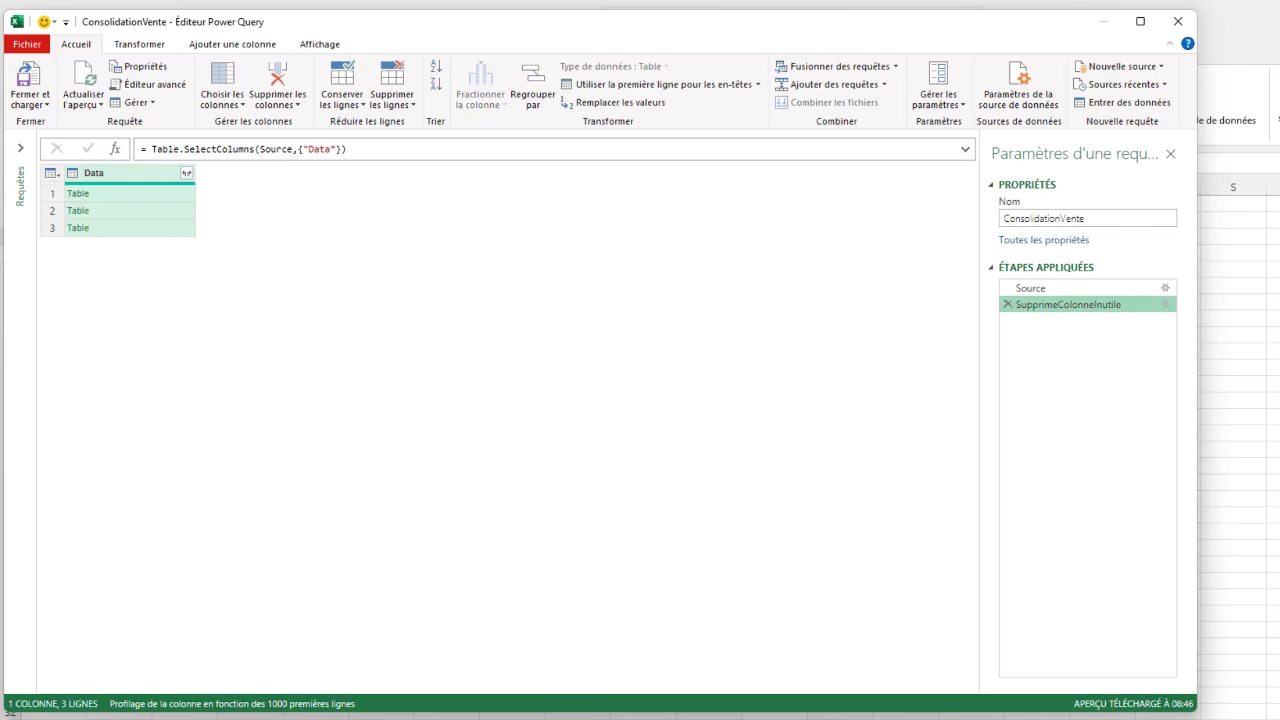 ConsolidationVente - Éditeur Power Query
Fichier
Accueil
Transformer
Ajouter une colonne
Affichage
Fermer et charger
Fermer
Actualiser l'aperçu
Propriétés
Éditeur avancé
Gérer
Requête
Choisir les colonnes
Supprimer les colonnes
Gérer les colonnes
Conserver les lignes
Supprimer les lignes
Réduire les lignes
Trier
Fractionner la colonne
Regrouper par
Type de données : Table
Utiliser la première ligne pour les en-têtes
Remplacer les valeurs
Transformer
Fusionner des requêtes
Ajouter des requêtes
Combiner les fichiers
Combiner
Gérer les paramètres
Paramètres
Paramètres de la source de données
Sources de données
Nouvelle source
Sources récentes
Entrer des données
Nouvelle requête
le de données
Requêtes
= Table.SelectColumns(Source,{"Data"})
Data
1 Table
2 Table
3 Table
Paramètres d'une requ...
PROPRIÉTÉS
Nom
ConsolidationVente
Toutes les propriétés
ÉTAPES APPLIQUÉES
Source
SupprimeColonneInutile
S
1 COLONNE, 3 LIGNES
Profilage de la colonne en fonction des 1000 premières lignes
APERÇU TÉLÉCHARGÉ À 08:46